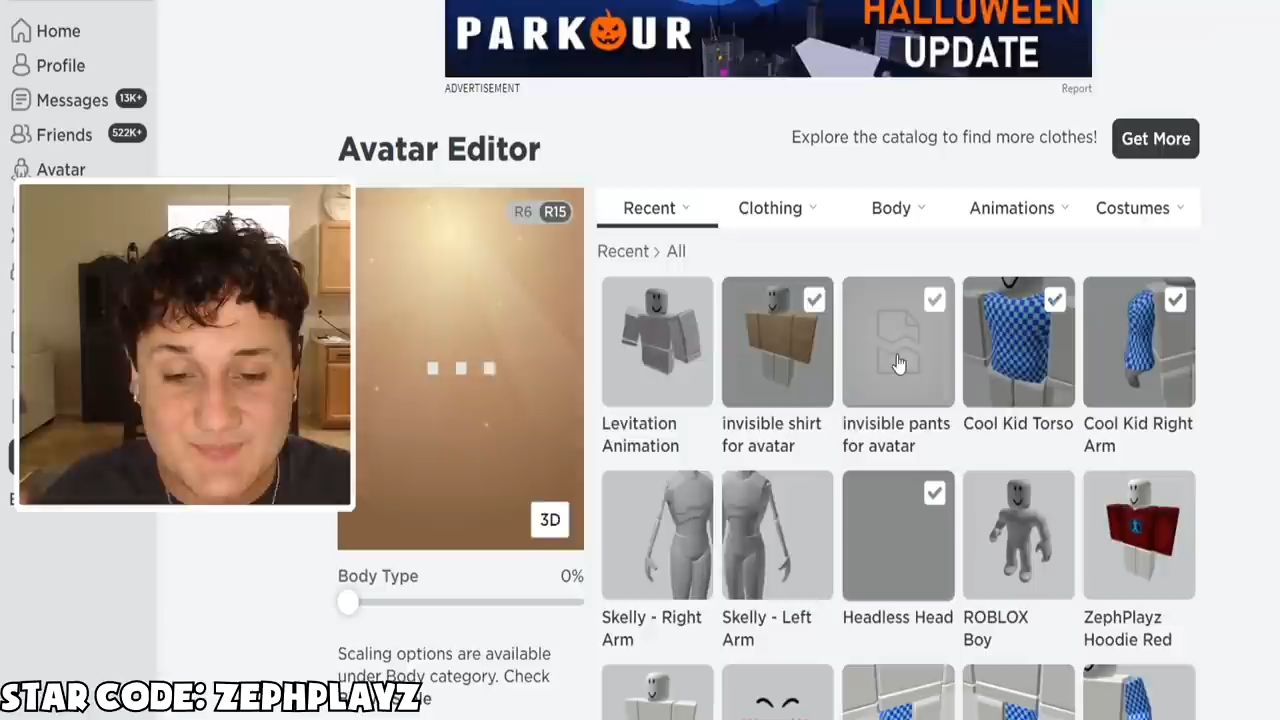 HALLOWEEN
PARKOUR
UPDATE
ADVERTISEMENT
Report
Home
Profile
Messages 13K+
Friends 522K+
Avatar
Avatar Editor
Explore the catalog to find more clothes!
Get More
R6 R15
3D
Body Type 0%
Scaling options are available
under Body category. Check
Recent
Clothing
Body
Animations
Costumes
Recent > All
Levitation
Animation
invisible shirt
for avatar
invisible pants
for avatar
Cool Kid Torso
Cool Kid Right
Arm
Skelly - Right
Arm
Skelly - Left
Arm
Headless Head
ROBLOX
Boy
ZephPlayz
Hoodie Red
STAR CODE: ZEPHPLAYZ